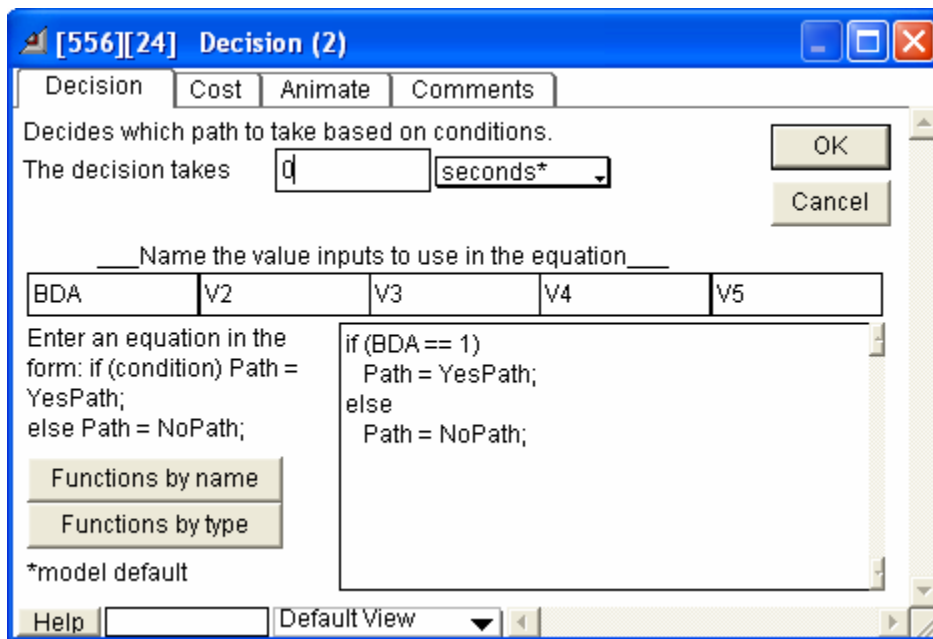 [556][24] Decision (2)
Decision Cost Animate Comments
Decides which path to take based on conditions.
The decision takes 0 seconds*
OK
Cancel
___Name the value inputs to use in the equation___
BDA V2 V3 V4 V5
Enter an equation in the
form: if (condition) Path =
YesPath;
else Path = NoPath;
if (BDA == 1)
Path = YesPath;
else
Path = NoPath;
Functions by name
Functions by type
*model default
Help Default View